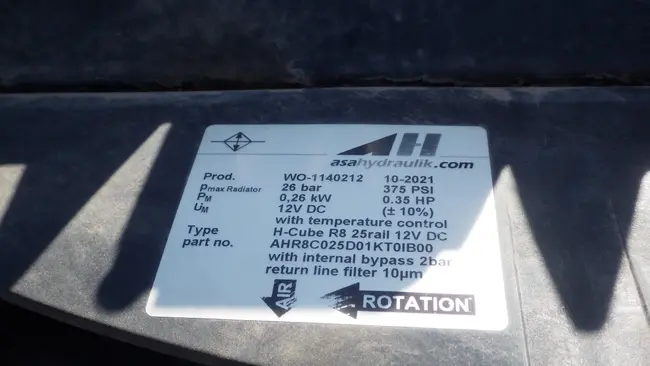 AH
asahydraulik.com
Prod. WO-1140212 10-2021
pmax Radiator 26 bar 375 PSI
PM 0,26 kW 0.35 HP
UM 12V DC (± 10%)
with temperature control
Type H-Cube R8 25rail 12V DC
part no. AHR8C025D01KT0IB00
with internal bypass 2bar
return line filter 10µm
AIR ROTATION